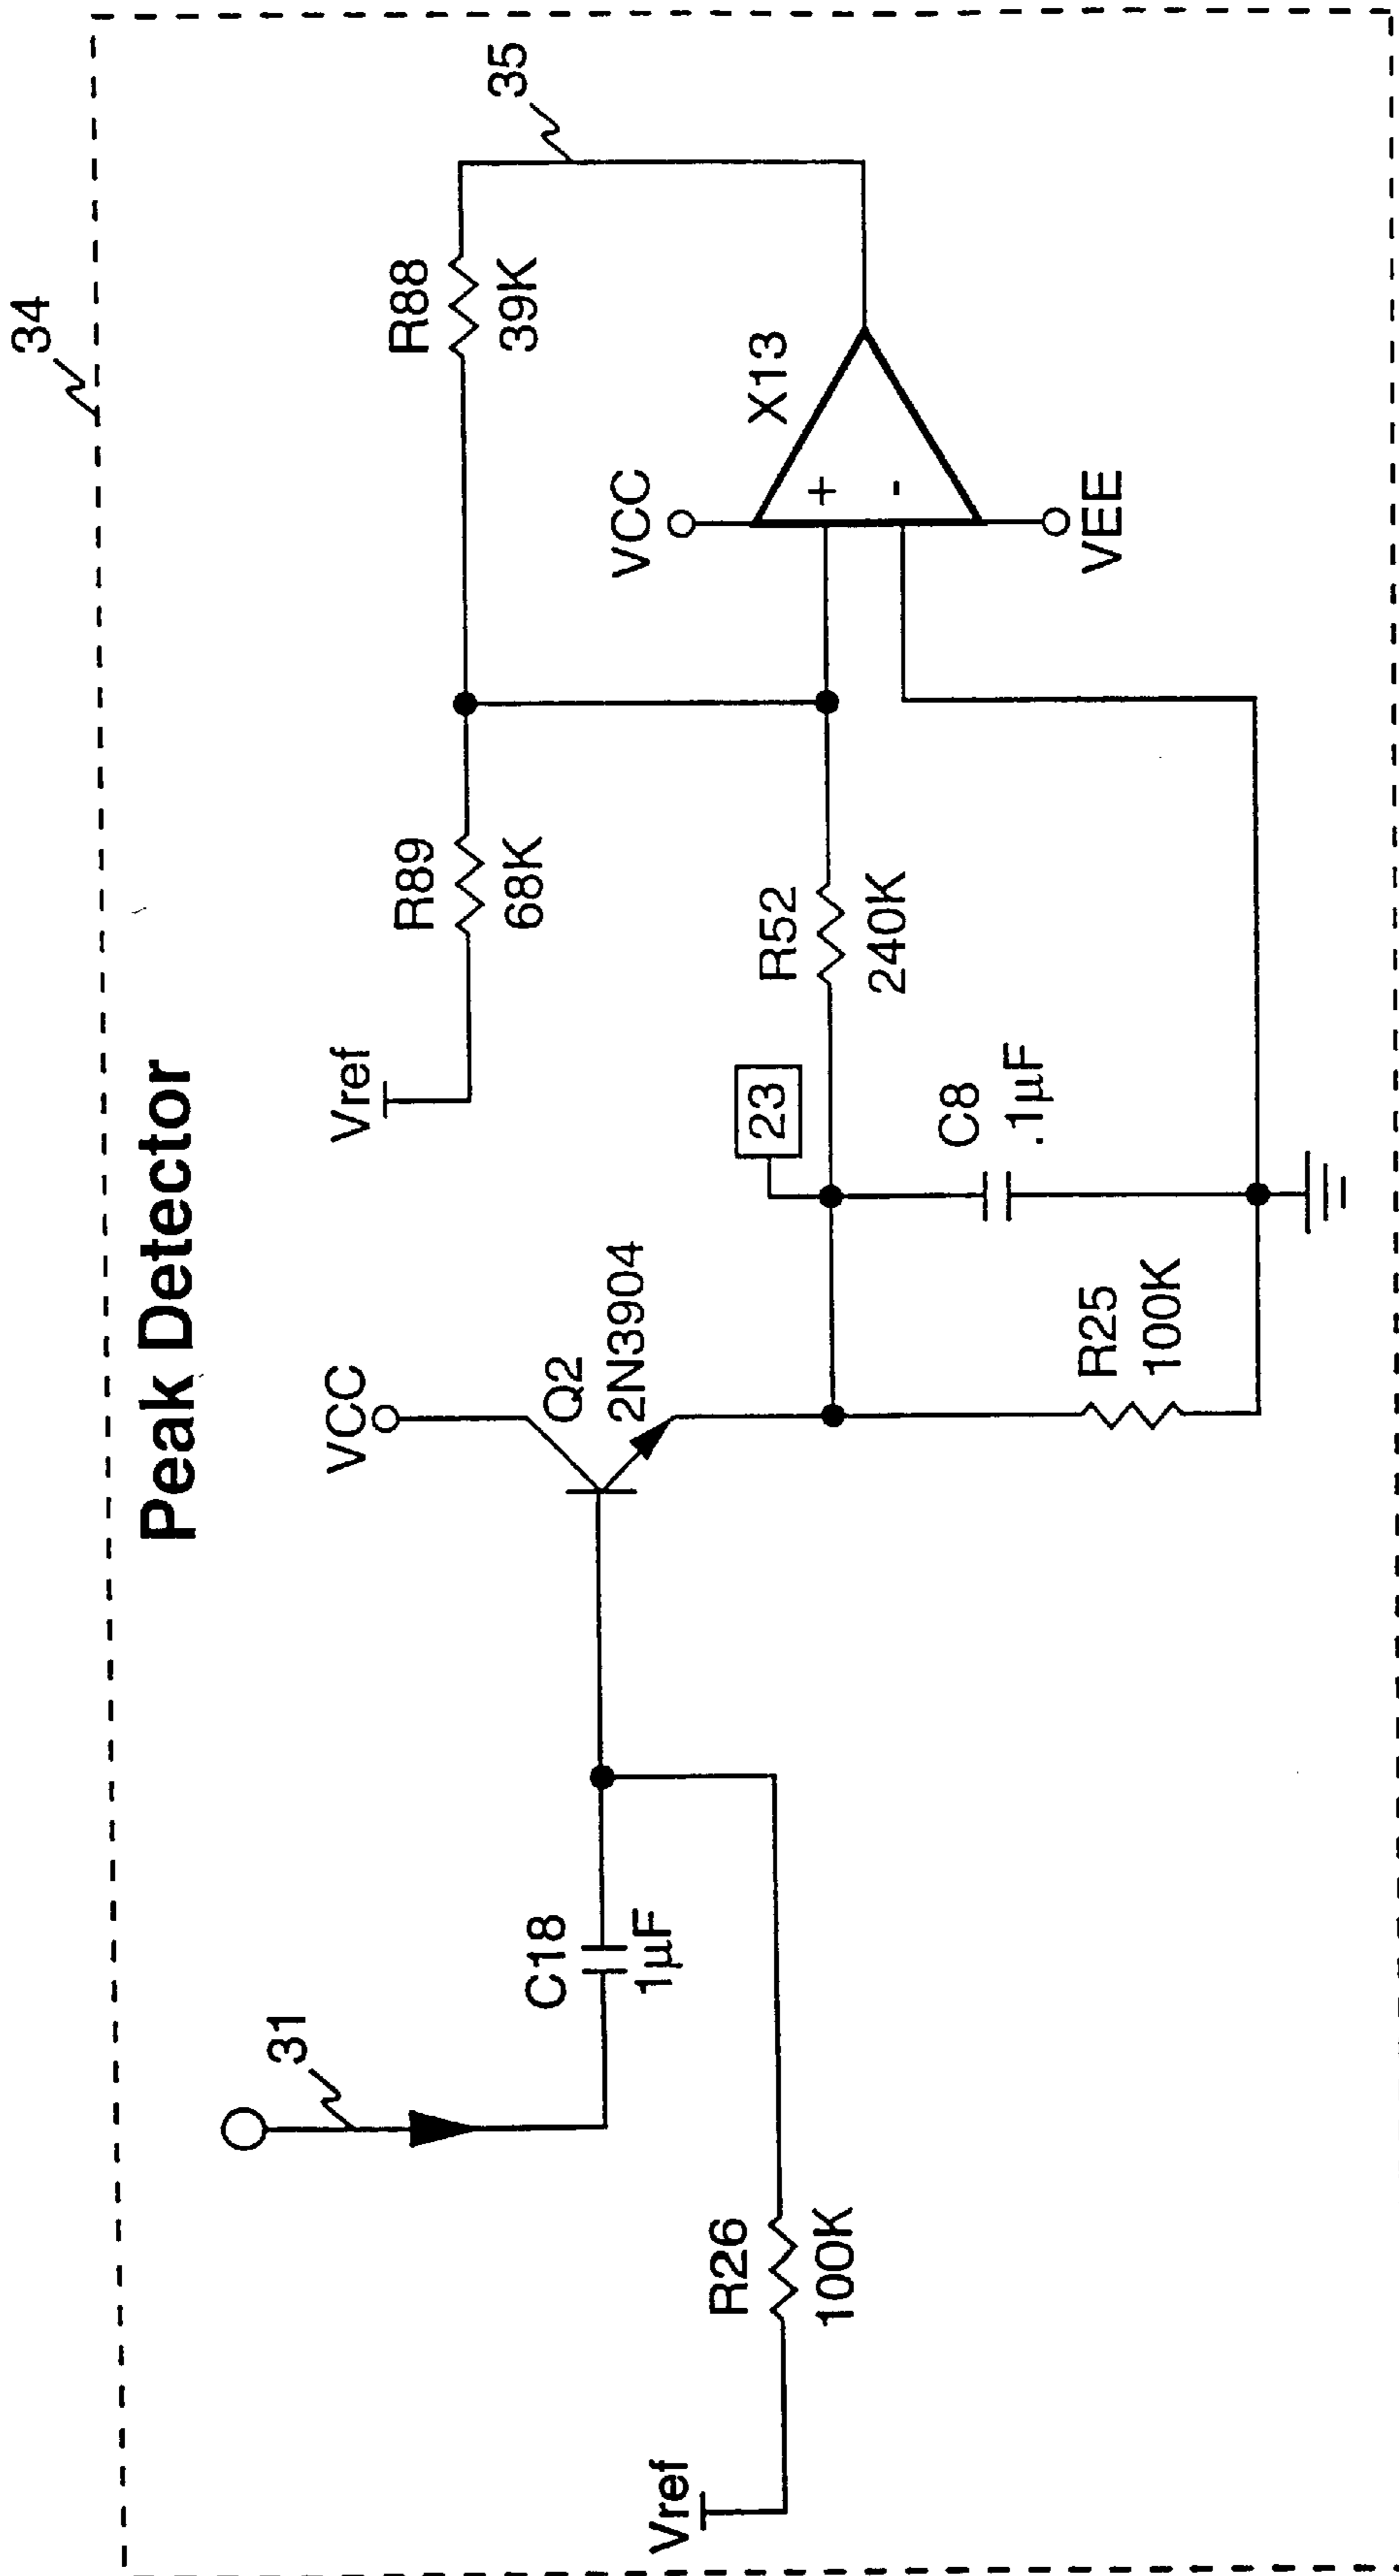 34
Peak Detector
35
R88
39K
R89
68K
Vref
VCC
X13
+
-
VEE
R52
240K
23
C8
.1µF
VCC
Q2
2N3904
R25
100K
31
C18
1µF
R26
100K
Vref